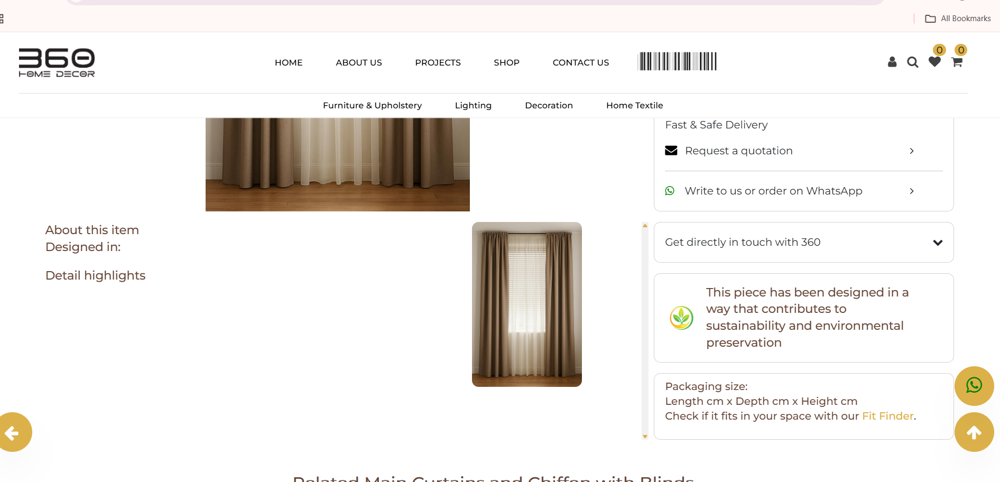 All Bookmarks
360
HOME DECOR
HOME
ABOUT US
PROJECTS
SHOP
CONTACT US
0
0
Furniture & Upholstery
Lighting
Decoration
Home Textile
Fast & Safe Delivery
Request a quotation
Write to us or order on WhatsApp
About this item
Designed in:
Detail highlights
Get directly in touch with 360
This piece has been designed in a
way that contributes to
sustainability and environmental
preservation
Packaging size:
Length cm x Depth cm x Height cm
Check if it fits in your space with our Fit Finder.
Related Main Curtains and Chiffon with Blinds